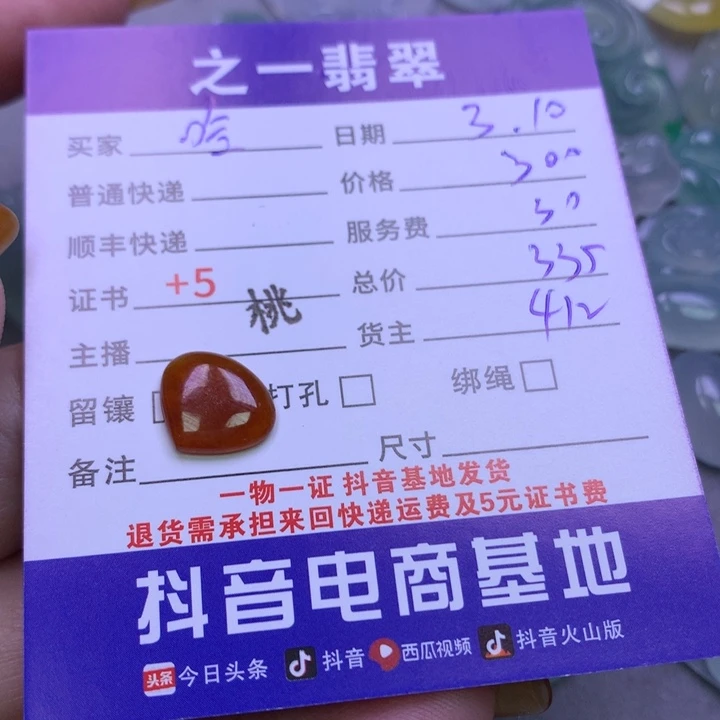 之一翡翠
买家 哈 日期 3.10
普通快递 价格 300
顺丰快递 服务费 30
证书 +5 总价 335
主播 桃 货主 412
留镶 打孔 绑绳
备注 尺寸
一物一证 抖音基地发货
退货需承担来回快递运费及5元证书费
抖音电商基地
头条 今日头条 抖音 西瓜视频 抖音火山版